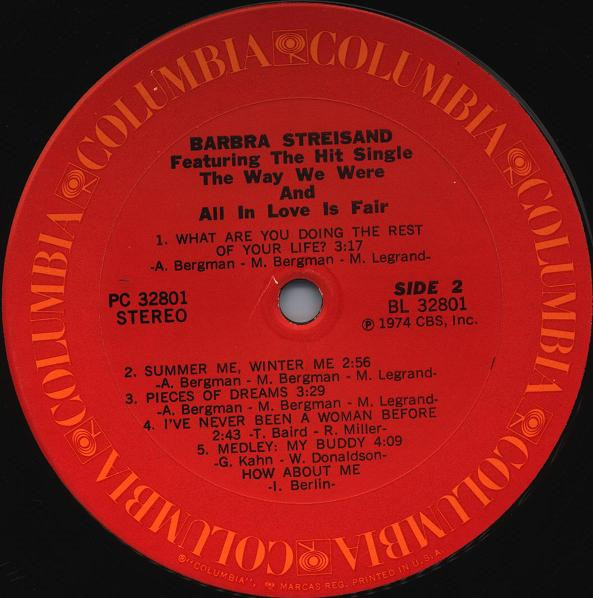 COLUMBIA COLUMBIA COLUMBIA COLUMBIA COLUMBIA COLUMBIA
BARBRA STREISAND
Featuring The Hit Single
The Way We Were
And
All In Love Is Fair
1. WHAT ARE YOU DOING THE REST
OF YOUR LIFE? 3:17
-A. Bergman - M. Bergman - M. Legrand-
PC 32801
STEREO
SIDE 2
BL 32801
Ⓟ 1974 CBS, Inc.
2. SUMMER ME, WINTER ME 2:56
-A. Bergman - M. Bergman - M. Legrand-
3. PIECES OF DREAMS 3:29
-A. Bergman - M. Bergman - M. Legrand-
4. I'VE NEVER BEEN A WOMAN BEFORE
2:43 -T. Baird - R. Miller-
5. MEDLEY: MY BUDDY 4:09
-G. Kahn - W. Donaldson-
HOW ABOUT ME
-I. Berlin-
®"COLUMBIA", MARCAS REG. PRINTED IN U.S.A.